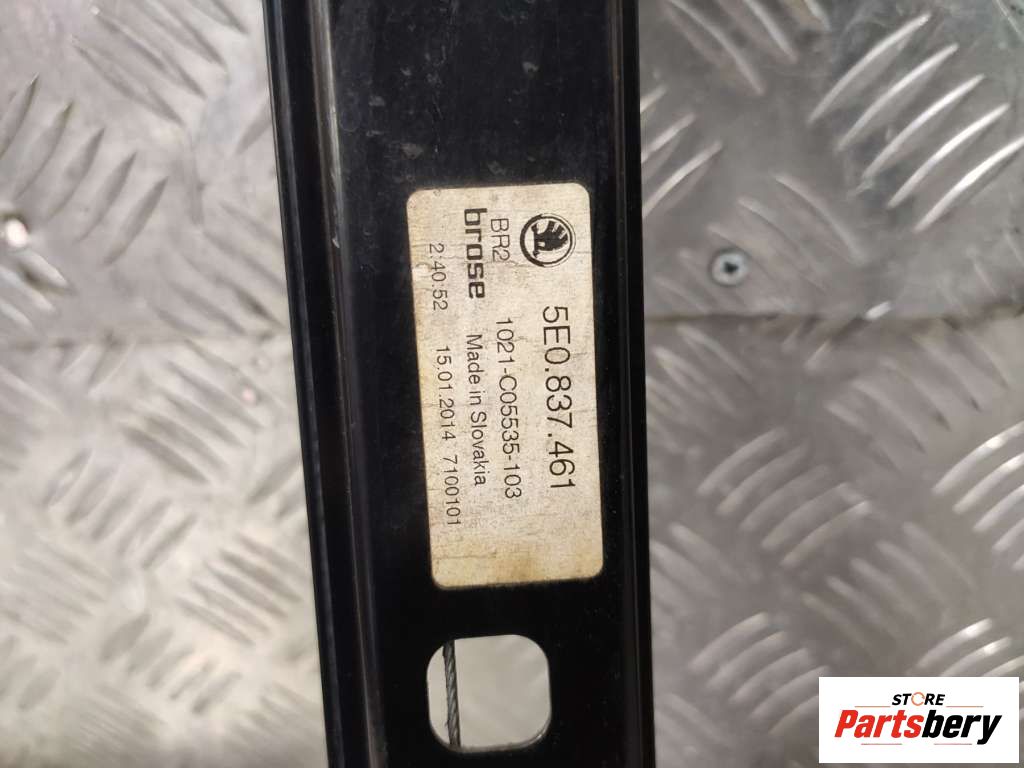 5E0.837.461
BR2 1021-C05535-103
brose Made in Slovakia
2:40:52 15.01.2014 7100101
STORE
Partsbery